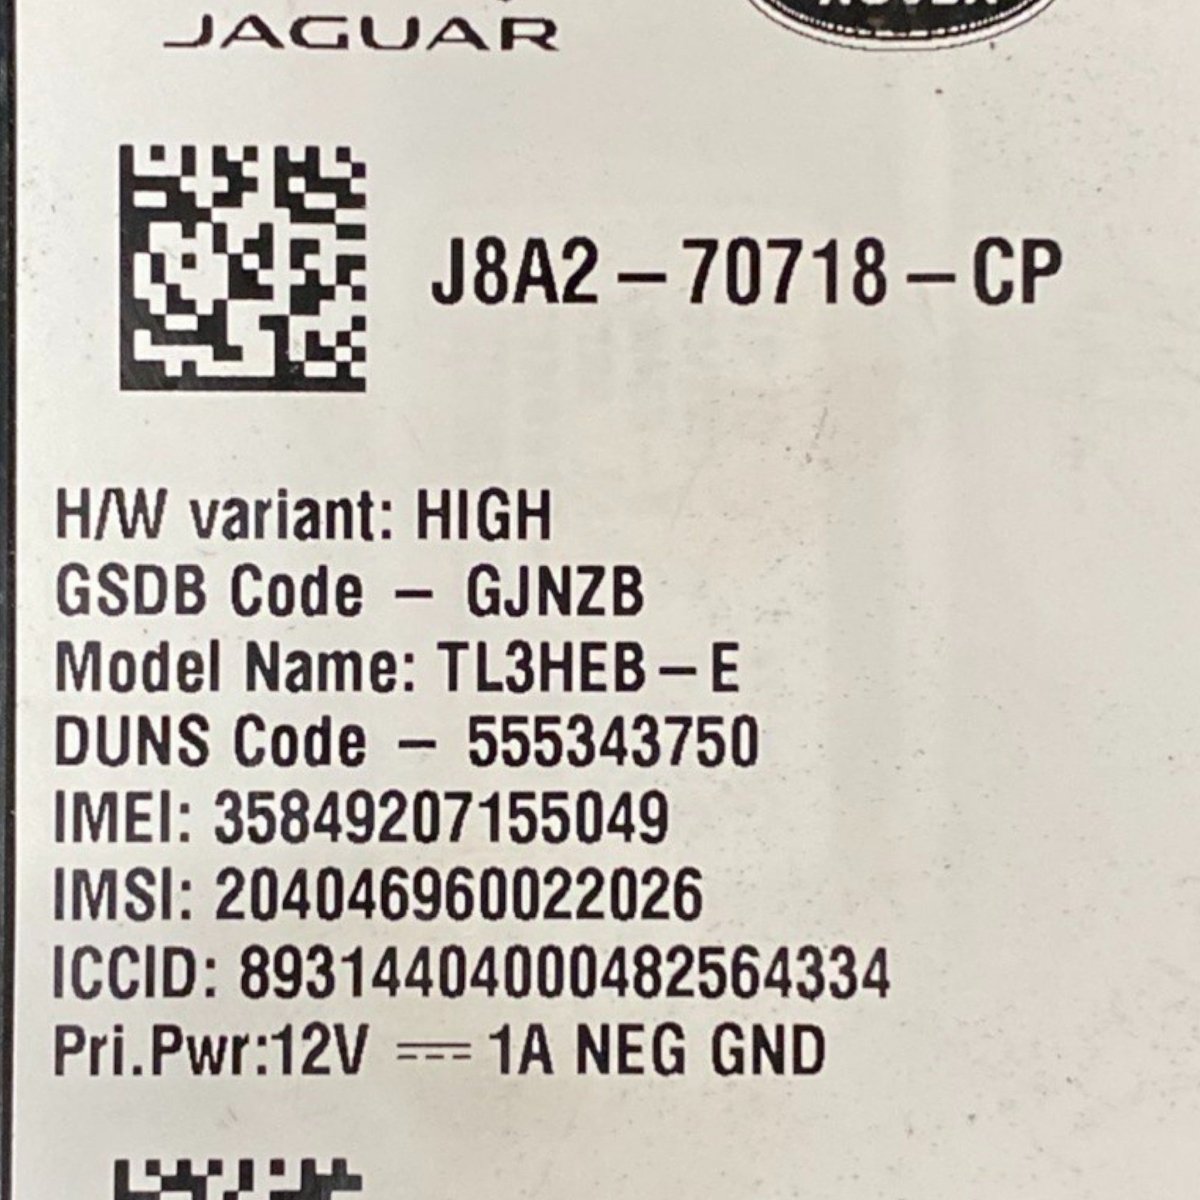 JAGUAR
J8A2-70718-CP
H/W variant: HIGH
GSDB Code - GJNZB
Model Name: TL3HEB-E
DUNS Code - 555343750
IMEI: 35849207155049
IMSI: 204046960022026
ICCID: 89314404000482564334
Pri.Pwr:12V ⎓ 1A NEG GND